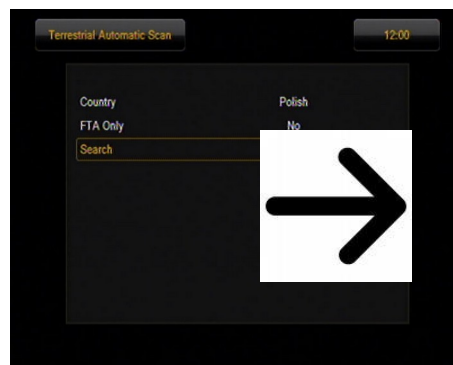 Terrestrial Automatic Scan 12:00
Country Polish
FTA Only No
Search